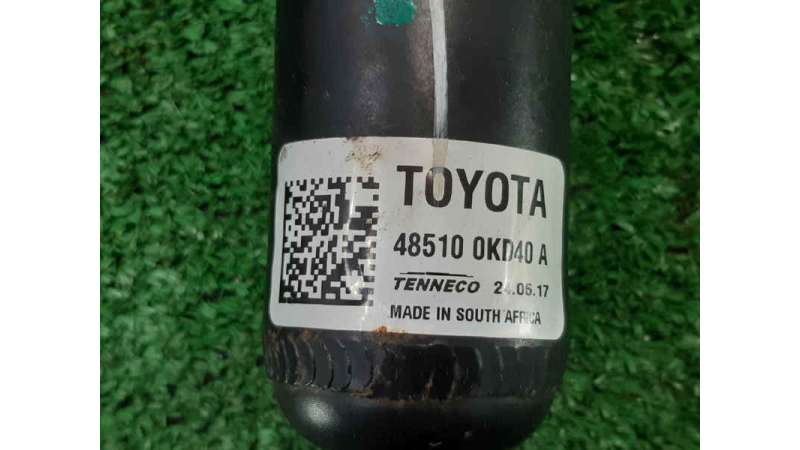 TOYOTA
48510 0KD40 A
TENNECO 24.05.17
MADE IN SOUTH AFRICA